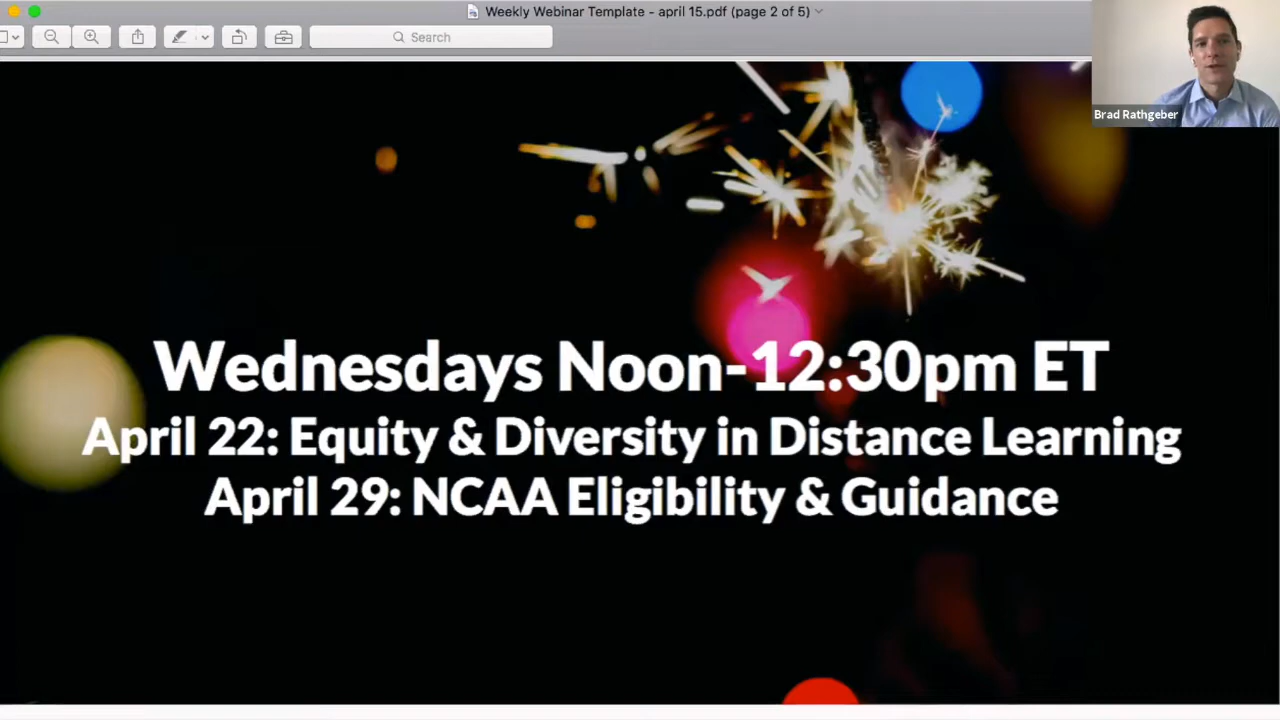 Weekly Webinar Template - april 15.pdf (page 2 of 5)
Search
Brad Rathgeber
Wednesdays Noon-12:30pm ET
April 22: Equity & Diversity in Distance Learning
April 29: NCAA Eligibility & Guidance